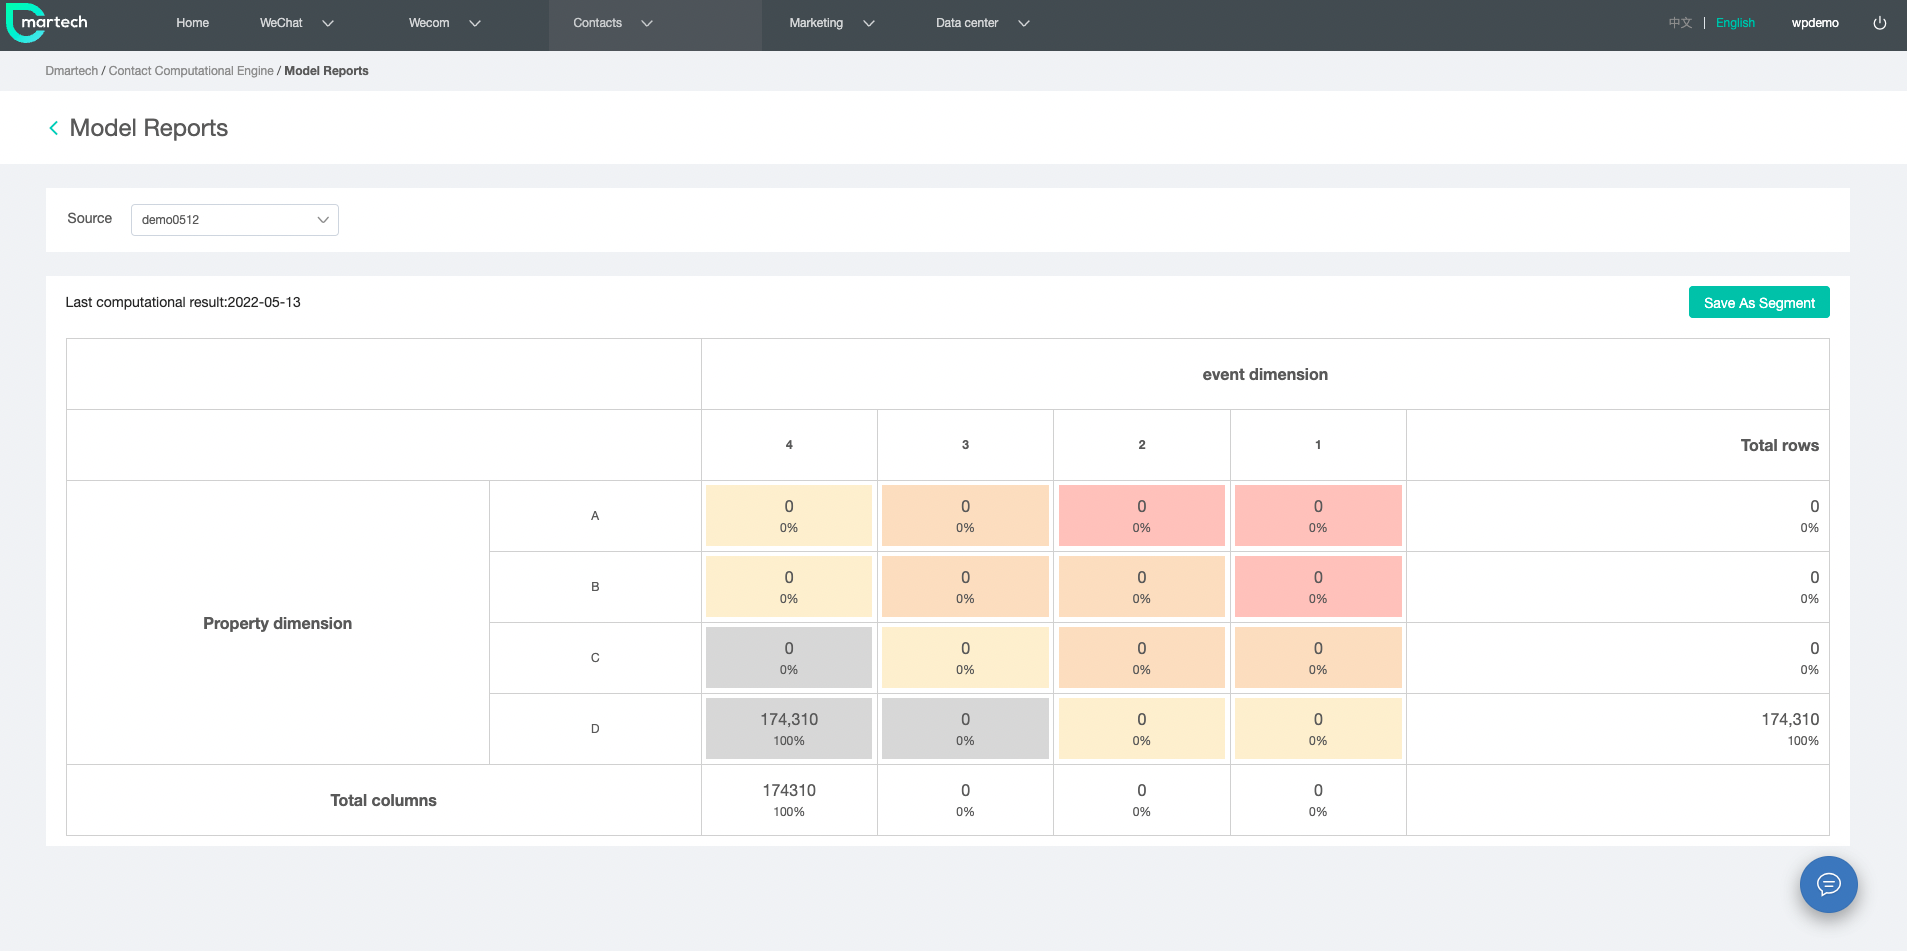 Dmartech
Home
WeChat
Wecom
Contacts
Marketing
Data center
中文 | English
wpdemo
Dmartech / Contact Computational Engine / Model Reports
Model Reports
Source
demo0512
Last computational result:2022-05-13
Save As Segment
event dimension
4 3 2 1 Total rows
Property dimension
A
0 0 0 0 0
0% 0% 0% 0% 0%
B
0 0 0 0 0
0% 0% 0% 0% 0%
C
0 0 0 0 0
0% 0% 0% 0% 0%
D
174,310 0 0 0 174,310
100% 0% 0% 0% 100%
Total columns
174310 0 0 0
100% 0% 0% 0%